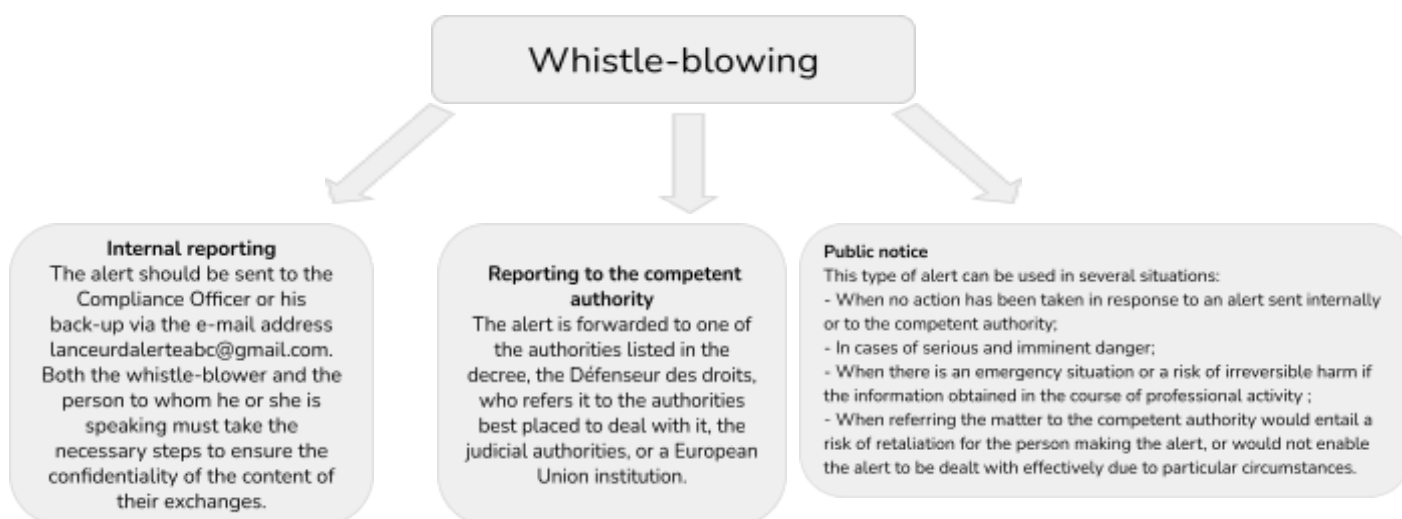 Whistle-blowing
Internal reporting
The alert should be sent to the
Compliance Officer or his
back-up via the e-mail address
lanceurdalerteabc@gmail.com.
Both the whistle-blower and the
person to whom he or she is
speaking must take the
necessary steps to ensure the
confidentiality of the content of
their exchanges.
Reporting to the competent
authority
The alert is forwarded to one of
the authorities listed in the
decree, the Défenseur des droits,
who refers it to the authorities
best placed to deal with it, the
judicial authorities, or a European
Union institution.
Public notice
This type of alert can be used in several situations:
- When no action has been taken in response to an alert sent internally
or to the competent authority;
- In cases of serious and imminent danger;
- When there is an emergency situation or a risk of irreversible harm if
the information obtained in the course of professional activity ;
- When referring the matter to the competent authority would entail a
risk of retaliation for the person making the alert, or would not enable
the alert to be dealt with effectively due to particular circumstances.